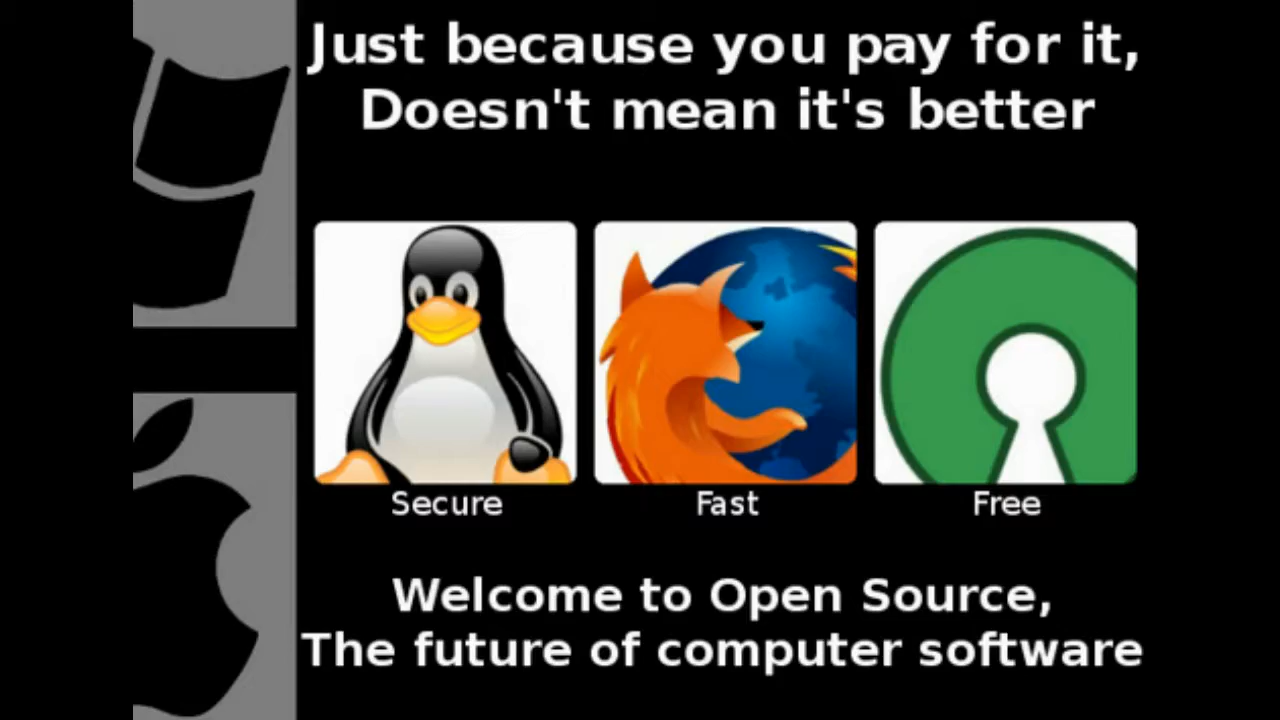 Just because you pay for it,
Doesn't mean it's better
Secure
Fast
Free
Welcome to Open Source,
The future of computer software